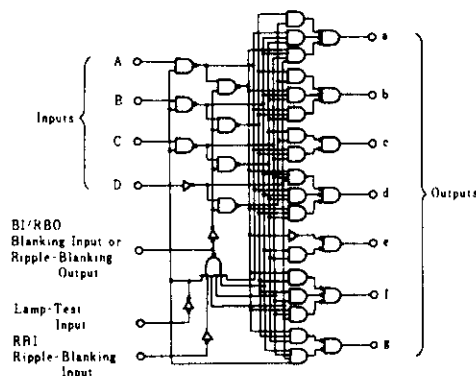 A
B
Inputs
C
D
BI/RBO
Blanking Input or
Ripple-Blanking
Output
Lamp-Test
Input
RBI
Ripple-Blanking
Input
a
b
c
d
Outputs
e
f
g